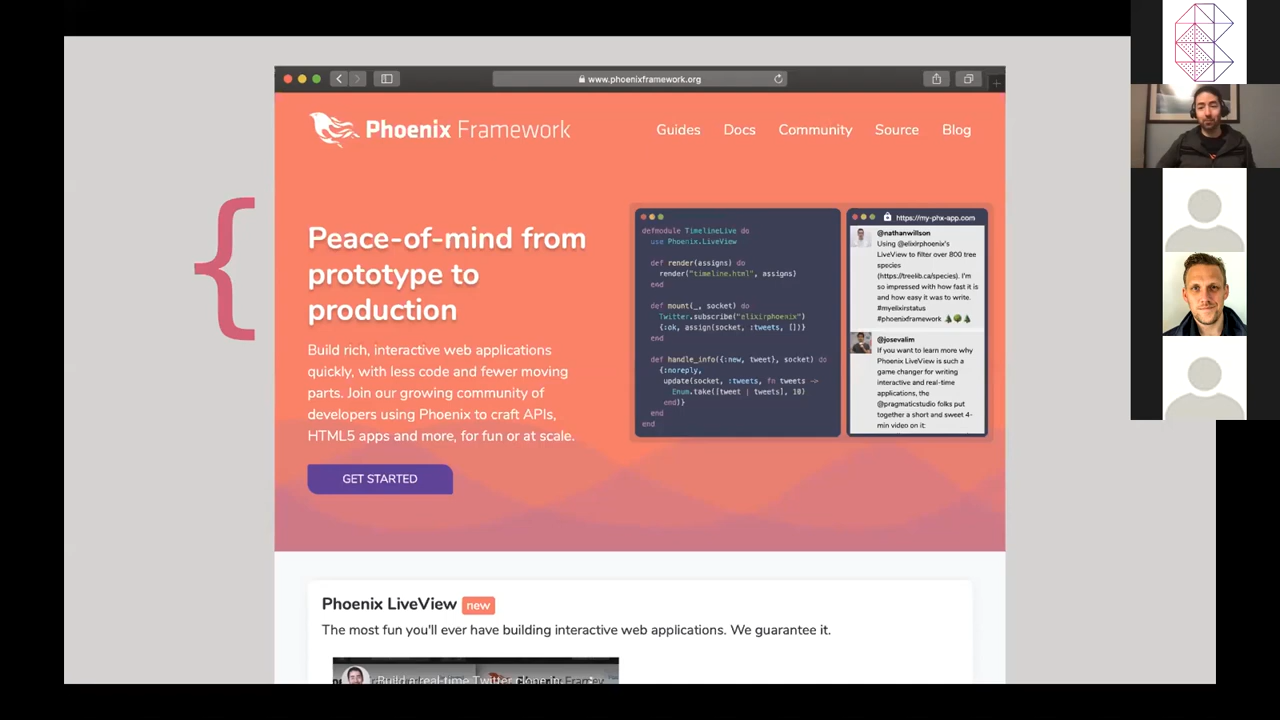 www.phoenixframework.org
Phoenix Framework
Guides Docs Community Source Blog
{
Peace-of-mind from
prototype to
production
Build rich, interactive web applications
quickly, with less code and fewer moving
parts. Join our growing community of
developers using Phoenix to craft APIs,
HTML5 apps and more, for fun or at scale.
GET STARTED
defmodule TimelineLive do
use Phoenix.LiveView
def render(assigns) do
render("timeline.html", assigns)
end
def mount(_, socket) do
Twitter.subscribe("elixirphoenix")
{:ok, assign(socket, :tweets, [])}
end
def handle_info({:new, tweet}, socket) do
{:noreply,
update(socket, :tweets, fn tweets ->
Enum.take([tweet | tweets], 10)
end)}
end
end
https://my-phx-app.com
@nathanwillson
Using @elixirphoenix's
LiveView to filter over 800 tree
species
(https://treelib.ca/species). I'm
so impressed with how fast it is
and how easy it was to write.
#myelixirstatus
#phoenixframework
@josevalim
If you want to learn more why
Phoenix LiveView is such a
game changer for writing
interactive and real-time
applications, the
@pragmaticstudio folks put
together a short and sweet 4-
min video on it:
Phoenix LiveView new
The most fun you'll ever have building interactive web applications. We guarantee it.
Build a real-time Twitter clone in